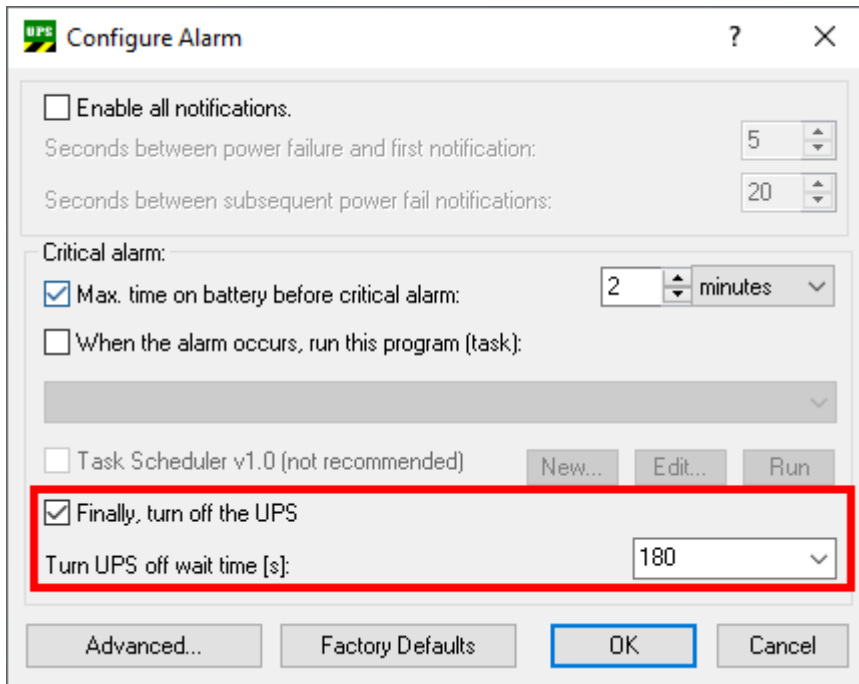 UPS Configure Alarm ?
Enable all notifications.
Seconds between power failure and first notification: 5
Seconds between subsequent power fail notifications: 20
Critical alarm:
Max. time on battery before critical alarm: 2 minutes
When the alarm occurs, run this program (task):
Task Scheduler v1.0 (not recommended) New... Edit... Run
Finally, turn off the UPS
Turn UPS off wait time [s]: 180
Advanced... Factory Defaults OK Cancel